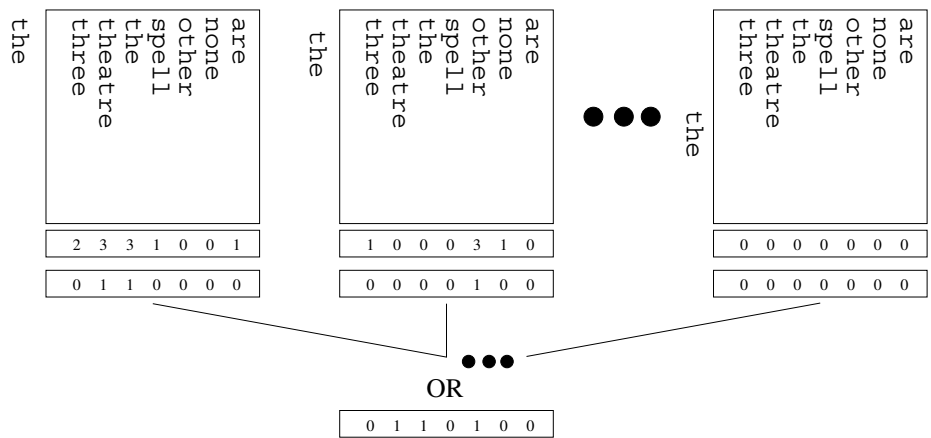 the
three
theatre
the
spell
other
none
are
the
three
theatre
the
spell
other
none
are
the
three
theatre
the
spell
other
none
are
2 3 3 1 0 0 1
1 0 0 0 3 1 0
0 0 0 0 0 0 0
0 1 1 0 0 0 0
0 0 0 0 1 0 0
0 0 0 0 0 0 0
OR
0 1 1 0 1 0 0